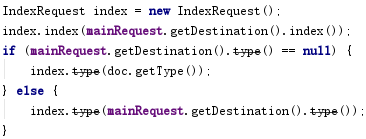 IndexRequest index = new IndexRequest();
index.index(mainRequest.getDestination().index());
if (mainRequest.getDestination().type() == null) {
    index.type(doc.getType());
} else {
    index.type(mainRequest.getDestination().type());
}